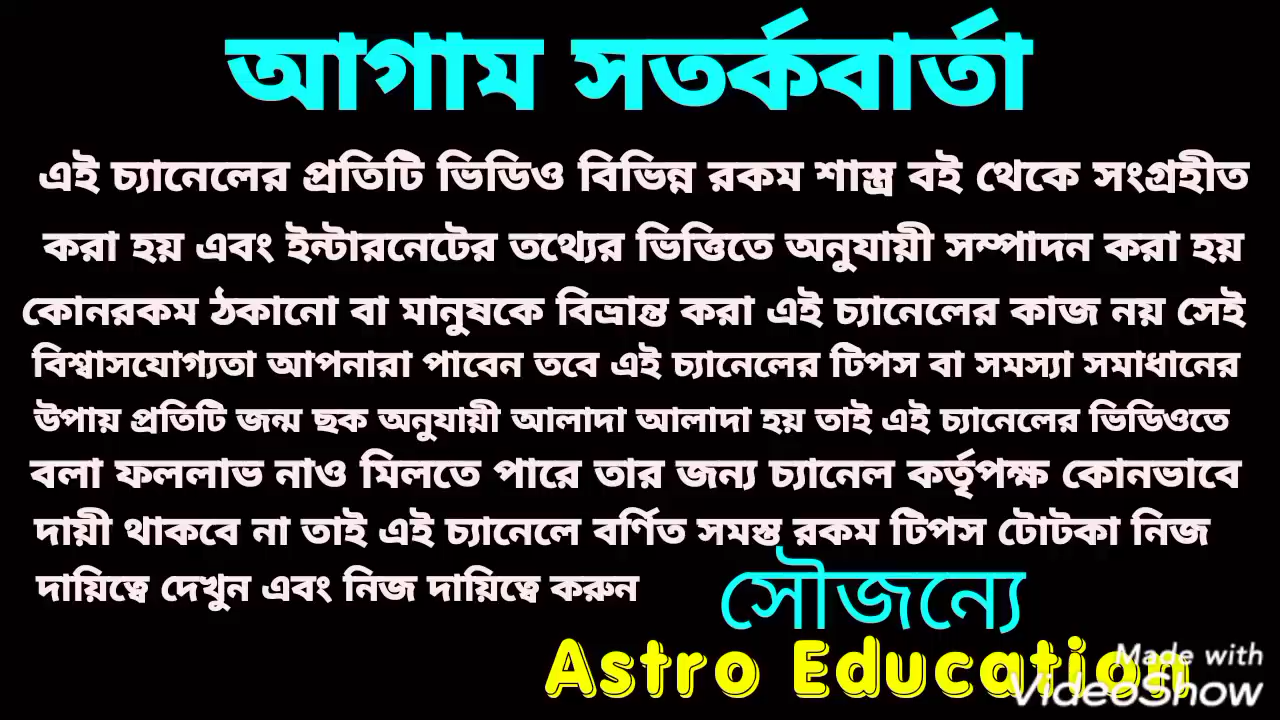 আগাম সতর্কবার্তা
এই চ্যানেলের প্রতিটি ভিডিও বিভিন্ন রকম শাস্ত্র বই থেকে সংগ্রহীত
করা হয় এবং ইন্টারনেটের তথ্যের ভিত্তিতে অনুযায়ী সম্পাদন করা হয়
কোনরকম ঠকানো বা মানুষকে বিভ্রান্ত করা এই চ্যানেলের কাজ নয় সেই
বিশ্বাসযোগ্যতা আপনারা পাবেন তবে এই চ্যানেলের টিপস বা সমস্যা সমাধানের
উপায় প্রতিটি জন্ম ছক অনুযায়ী আলাদা আলাদা হয় তাই এই চ্যানেলের ভিডিওতে
বলা ফললাভ নাও মিলতে পারে তার জন্য চ্যানেল কর্তৃপক্ষ কোনভাবে
দায়ী থাকবে না তাই এই চ্যানেলে বর্ণিত সমস্ত রকম টিপস টোটকা নিজ
দায়িত্বে দেখুন এবং নিজ দায়িত্বে করুন
সৌজন্যে
Astro Education
Made with
VideoShow